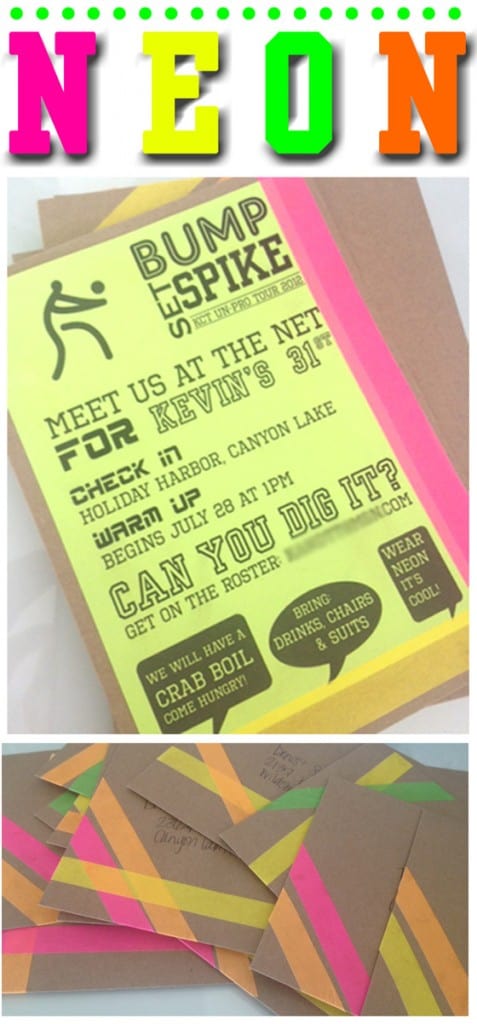 NEON
BUMP
SET SPIKE
KCT UN-PRO TOUR 2012
MEET US AT THE NET
FOR KEVIN'S 31ST
CHECK IN
HOLIDAY HARBOR, CANYON LAKE
WARM UP
BEGINS JULY 28 AT 1PM
CAN YOU DIG IT?
GET ON THE ROSTER: .COM
WE WILL HAVE A
CRAB BOIL
COME HUNGRY!
BRING:
DRINKS, CHAIRS
& SUITS
WEAR
NEON
IT'S
COOL!
Canyon